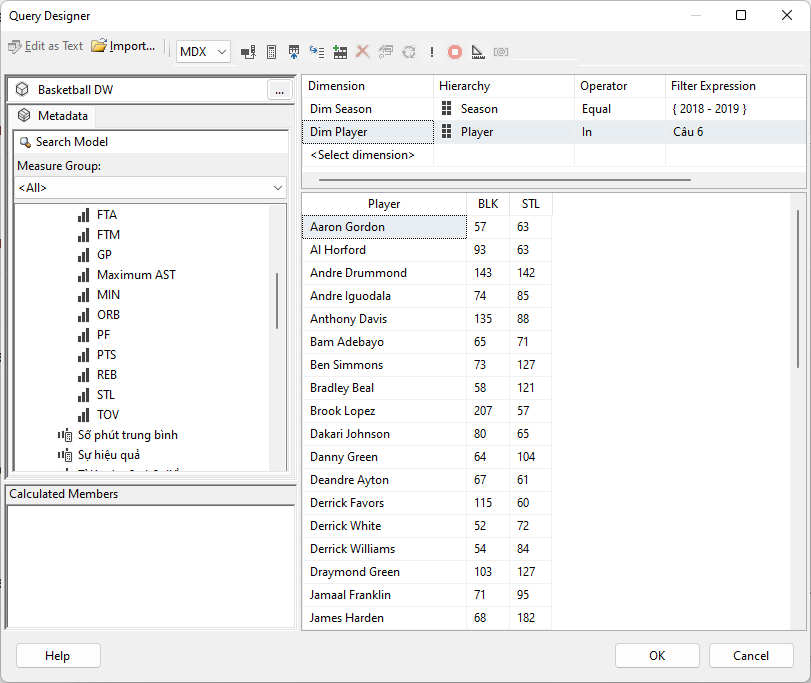 Query Designer
Edit as Text Import... MDX
Basketball DW ...
Metadata
Search Model
Measure Group:
<All>
FTA
FTM
GP
Maximum AST
MIN
ORB
PF
PTS
REB
STL
TOV
Số phút trung bình
Sự hiệu quả
Calculated Members
Dimension Hierarchy Operator Filter Expression
Dim Season Season Equal { 2018 - 2019 }
Dim Player Player In Câu 6
<Select dimension>
Player BLK STL
Aaron Gordon 57 63
Al Horford 93 63
Andre Drummond 143 142
Andre Iguodala 74 85
Anthony Davis 135 88
Bam Adebayo 65 71
Ben Simmons 73 127
Bradley Beal 58 121
Brook Lopez 207 57
Dakari Johnson 80 65
Danny Green 64 104
Deandre Ayton 67 61
Derrick Favors 115 60
Derrick White 52 72
Derrick Williams 54 84
Draymond Green 103 127
Jamaal Franklin 71 95
James Harden 68 182
Help OK Cancel